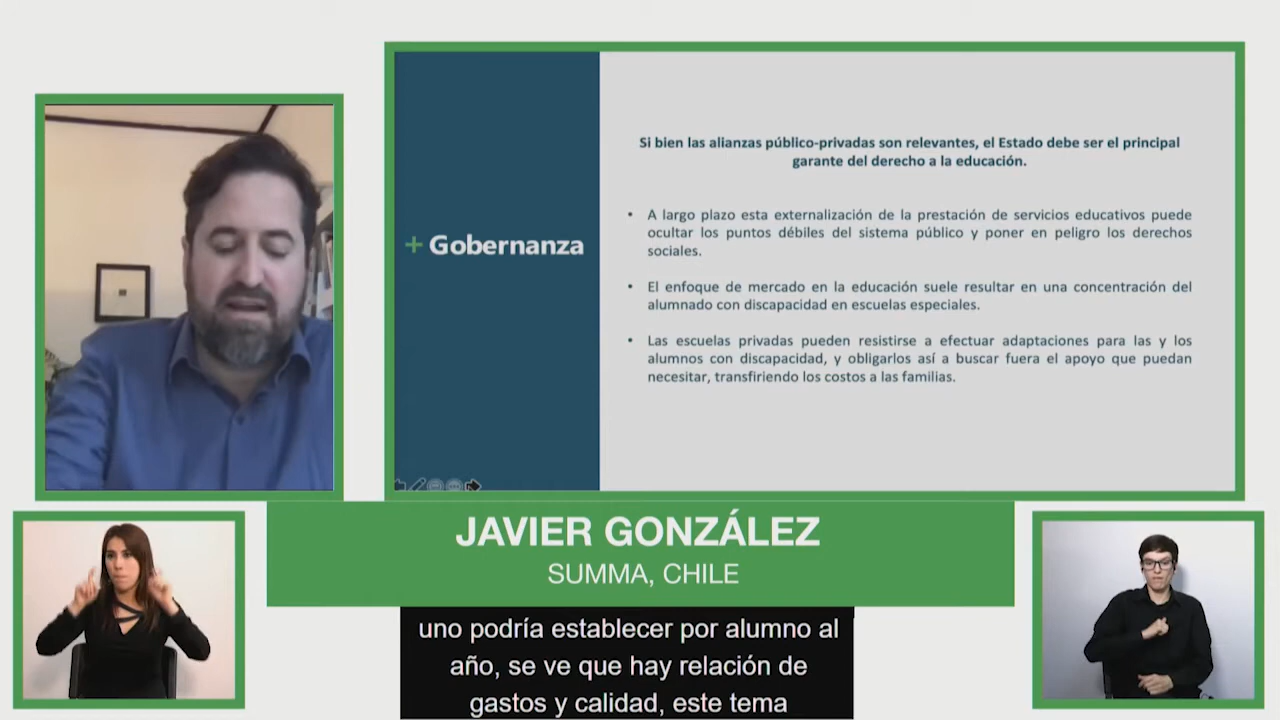 Si bien las alianzas público-privadas son relevantes, el Estado debe ser el principal
garante del derecho a la educación.
+ Gobernanza
• A largo plazo esta externalización de la prestación de servicios educativos puede
ocultar los puntos débiles del sistema público y poner en peligro los derechos
sociales.
• El enfoque de mercado en la educación suele resultar en una concentración del
alumnado con discapacidad en escuelas especiales.
• Las escuelas privadas pueden resistirse a efectuar adaptaciones para las y los
alumnos con discapacidad, y obligarlos así a buscar fuera el apoyo que puedan
necesitar, transfiriendo los costos a las familias.
JAVIER GONZÁLEZ
SUMMA, CHILE
uno podría establecer por alumno al
año, se ve que hay relación de
gastos y calidad, este tema